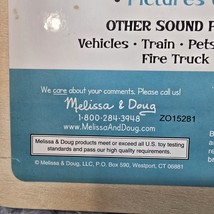 • Pictures
OTHER SOUND
Vehicles • Train • Pets
Fire Truck
We care about your comments. Please call us!
Melissa & Doug
1-800-284-3948
www.MelissaAndDoug.com
ZO15281
Melissa & Doug products meet or exceed all U.S. toy testing
standards and pass our high quality requirements.
© Melissa & Doug, LLC, P.O. Box 590, Westport, CT 06881